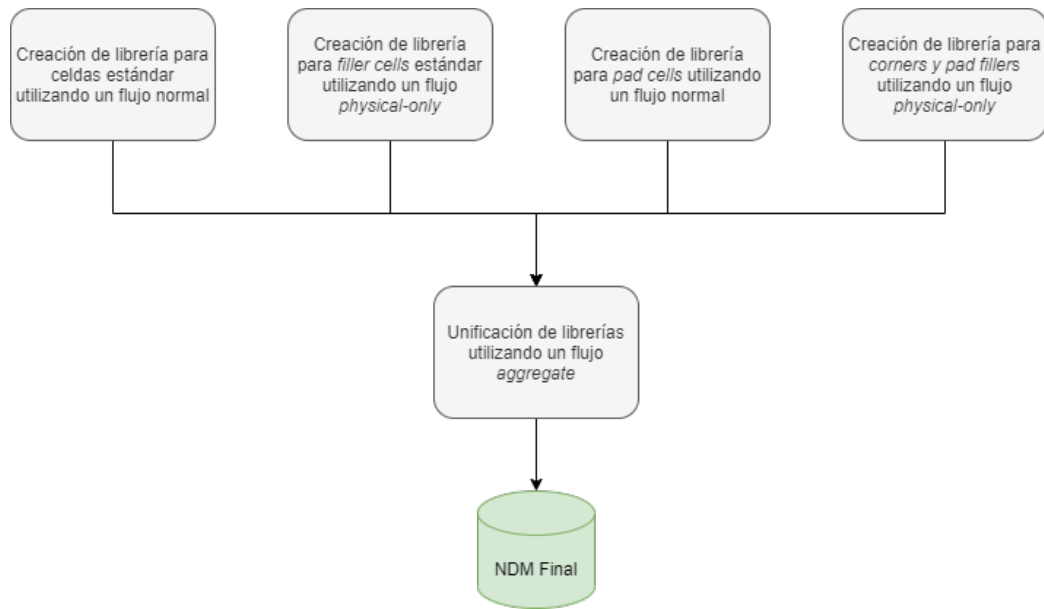 Creación de librería para
celdas estándar
utilizando un flujo normal
Creación de librería
para filler cells estándar
utilizando un flujo
physical-only
Creación de librería
para pad cells utilizando
un flujo normal
Creación de librería para
corners y pad fillers
utilizando un flujo
physical-only
Unificación de librerías
utilizando un flujo
aggregate
NDM Final